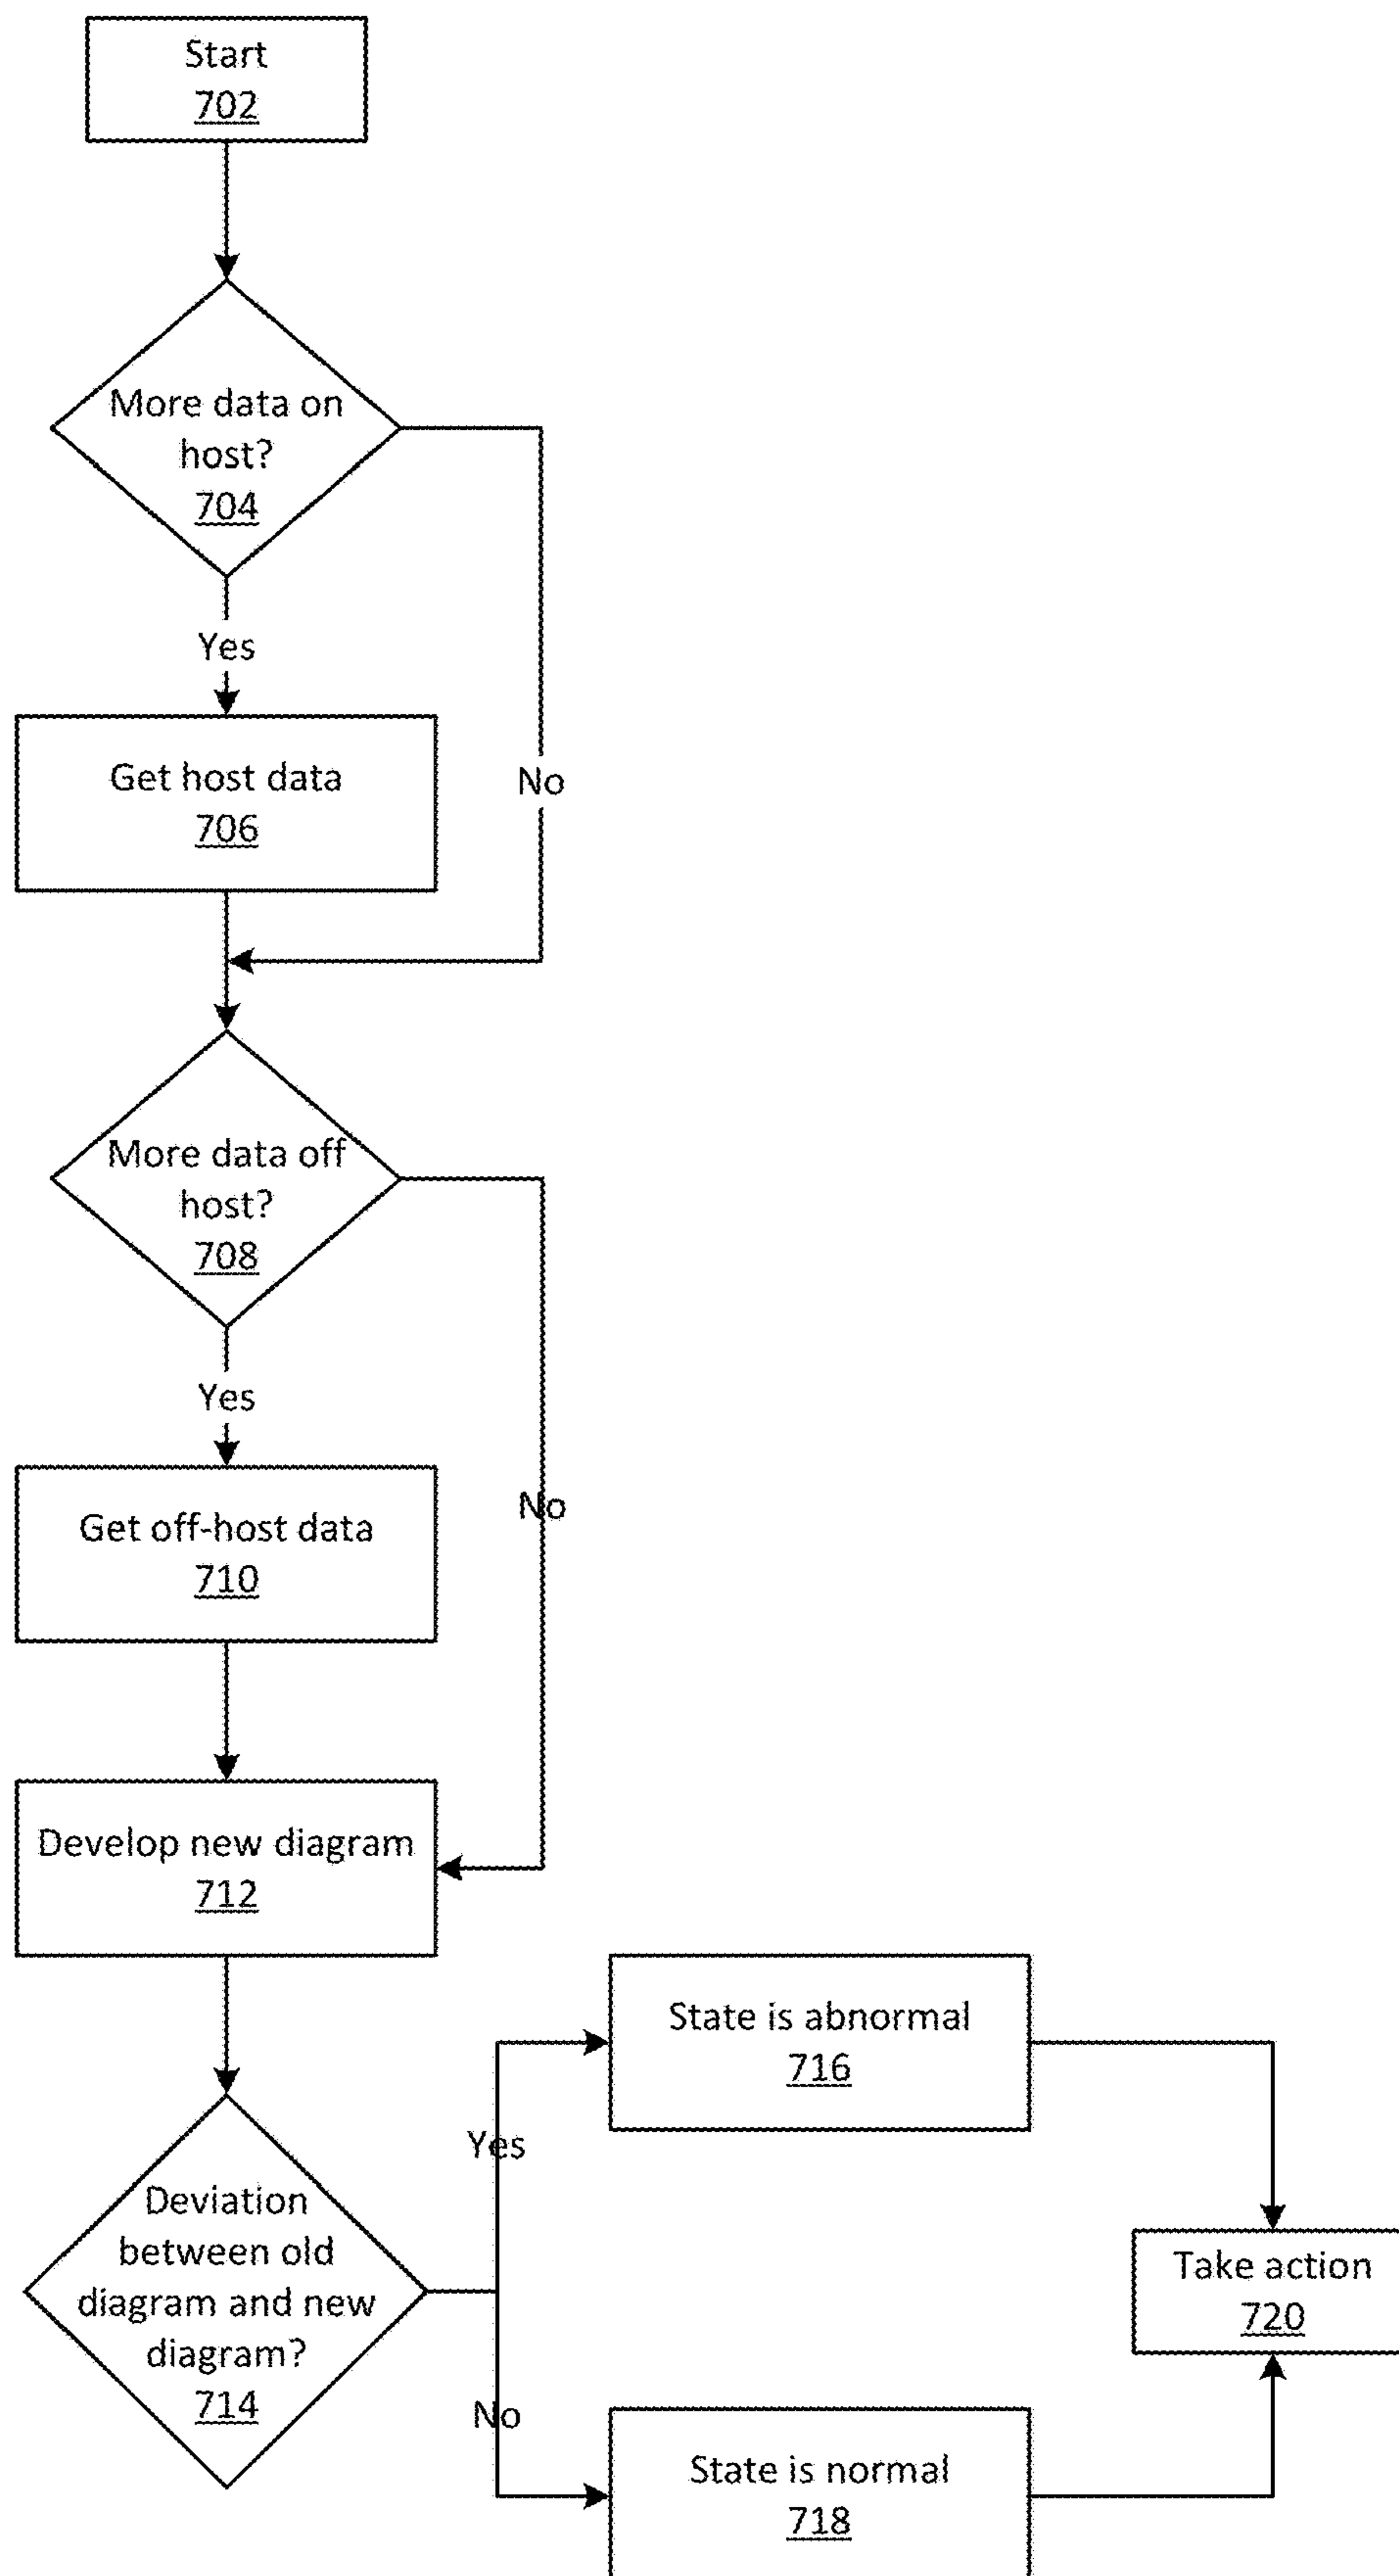 Start
702
More data on
host?
704
Yes
Get host data
706
No
More data off
host?
708
Yes
No
Get off-host data
710
Develop new diagram
712
State is abnormal
716
Yes
Deviation
between old
diagram and new
diagram?
714
Take action
720
No
State is normal
718